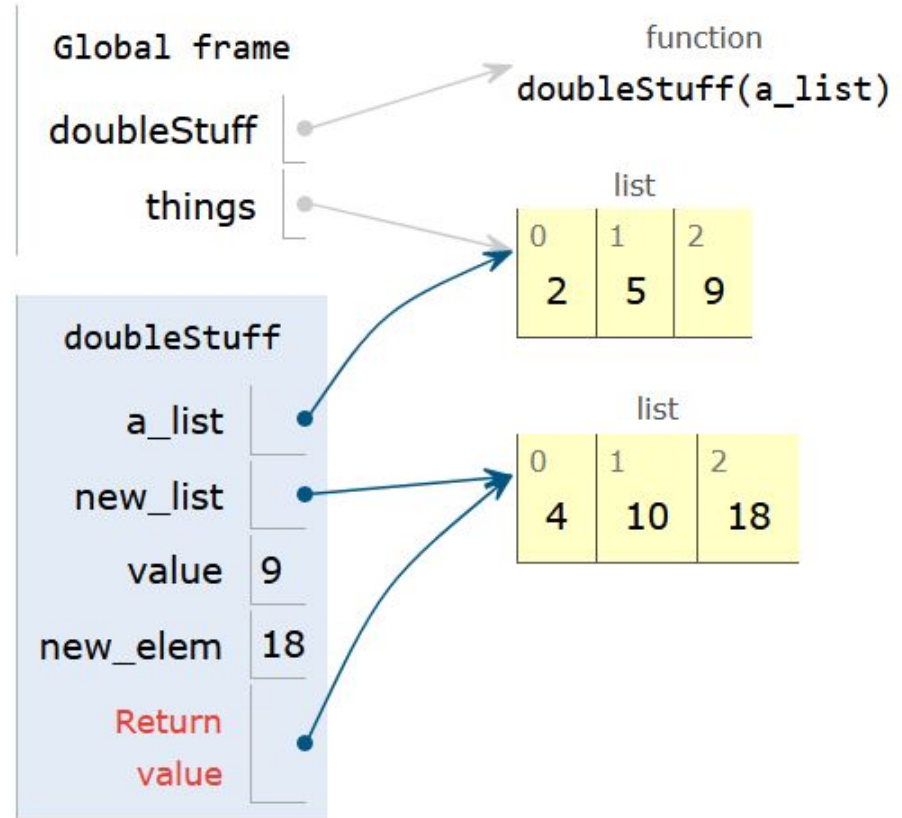 Global frame
doubleStuff
things
function
doubleStuff(a_list)
list
0 1 2
2 5 9
doubleStuff
a_list
new_list
value 9
new_elem 18
Return
value
list
0 1 2
4 10 18